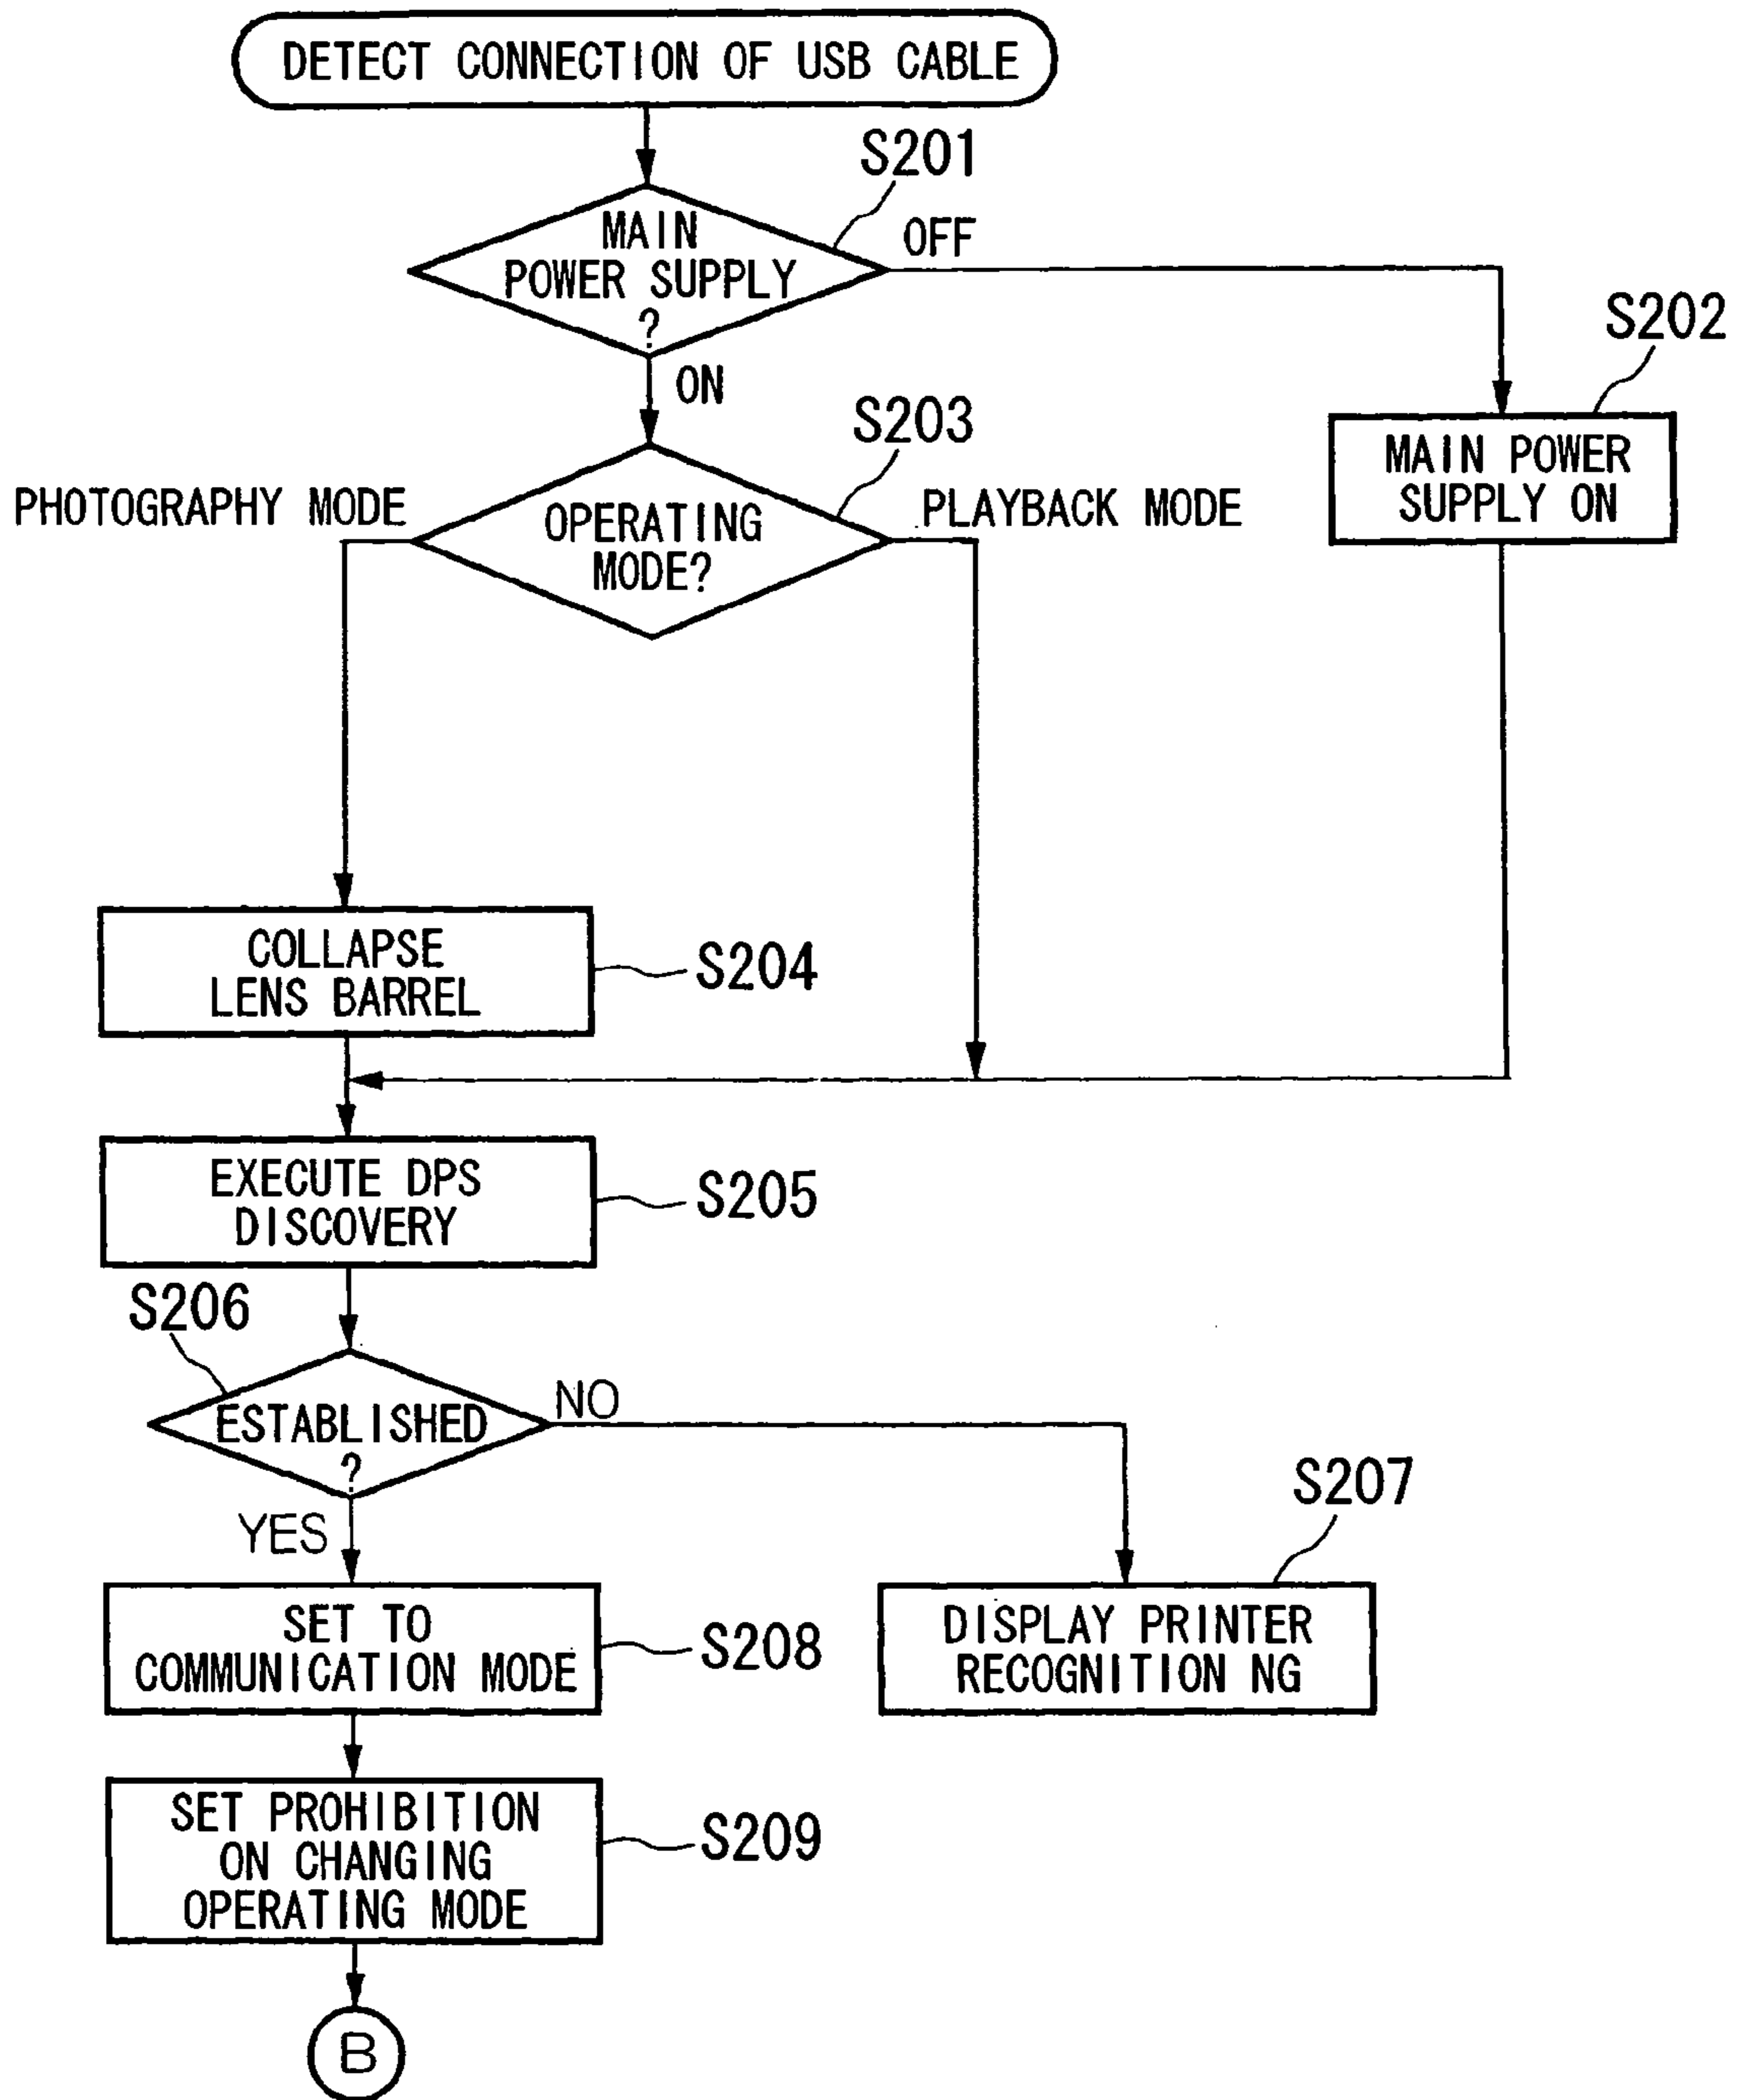 DETECT CONNECTION OF USB CABLE
S201
MAIN
POWER SUPPLY
?
OFF
ON
S202
MAIN POWER
SUPPLY ON
S203
PHOTOGRAPHY MODE
OPERATING
MODE?
PLAYBACK MODE
COLLAPSE
LENS BARREL
S204
EXECUTE DPS
DISCOVERY
S205
S206
ESTABLISHED
?
NO
YES
S207
DISPLAY PRINTER
RECOGNITION NG
SET TO
COMMUNICATION MODE
S208
SET PROHIBITION
ON CHANGING
OPERATING MODE
S209
B